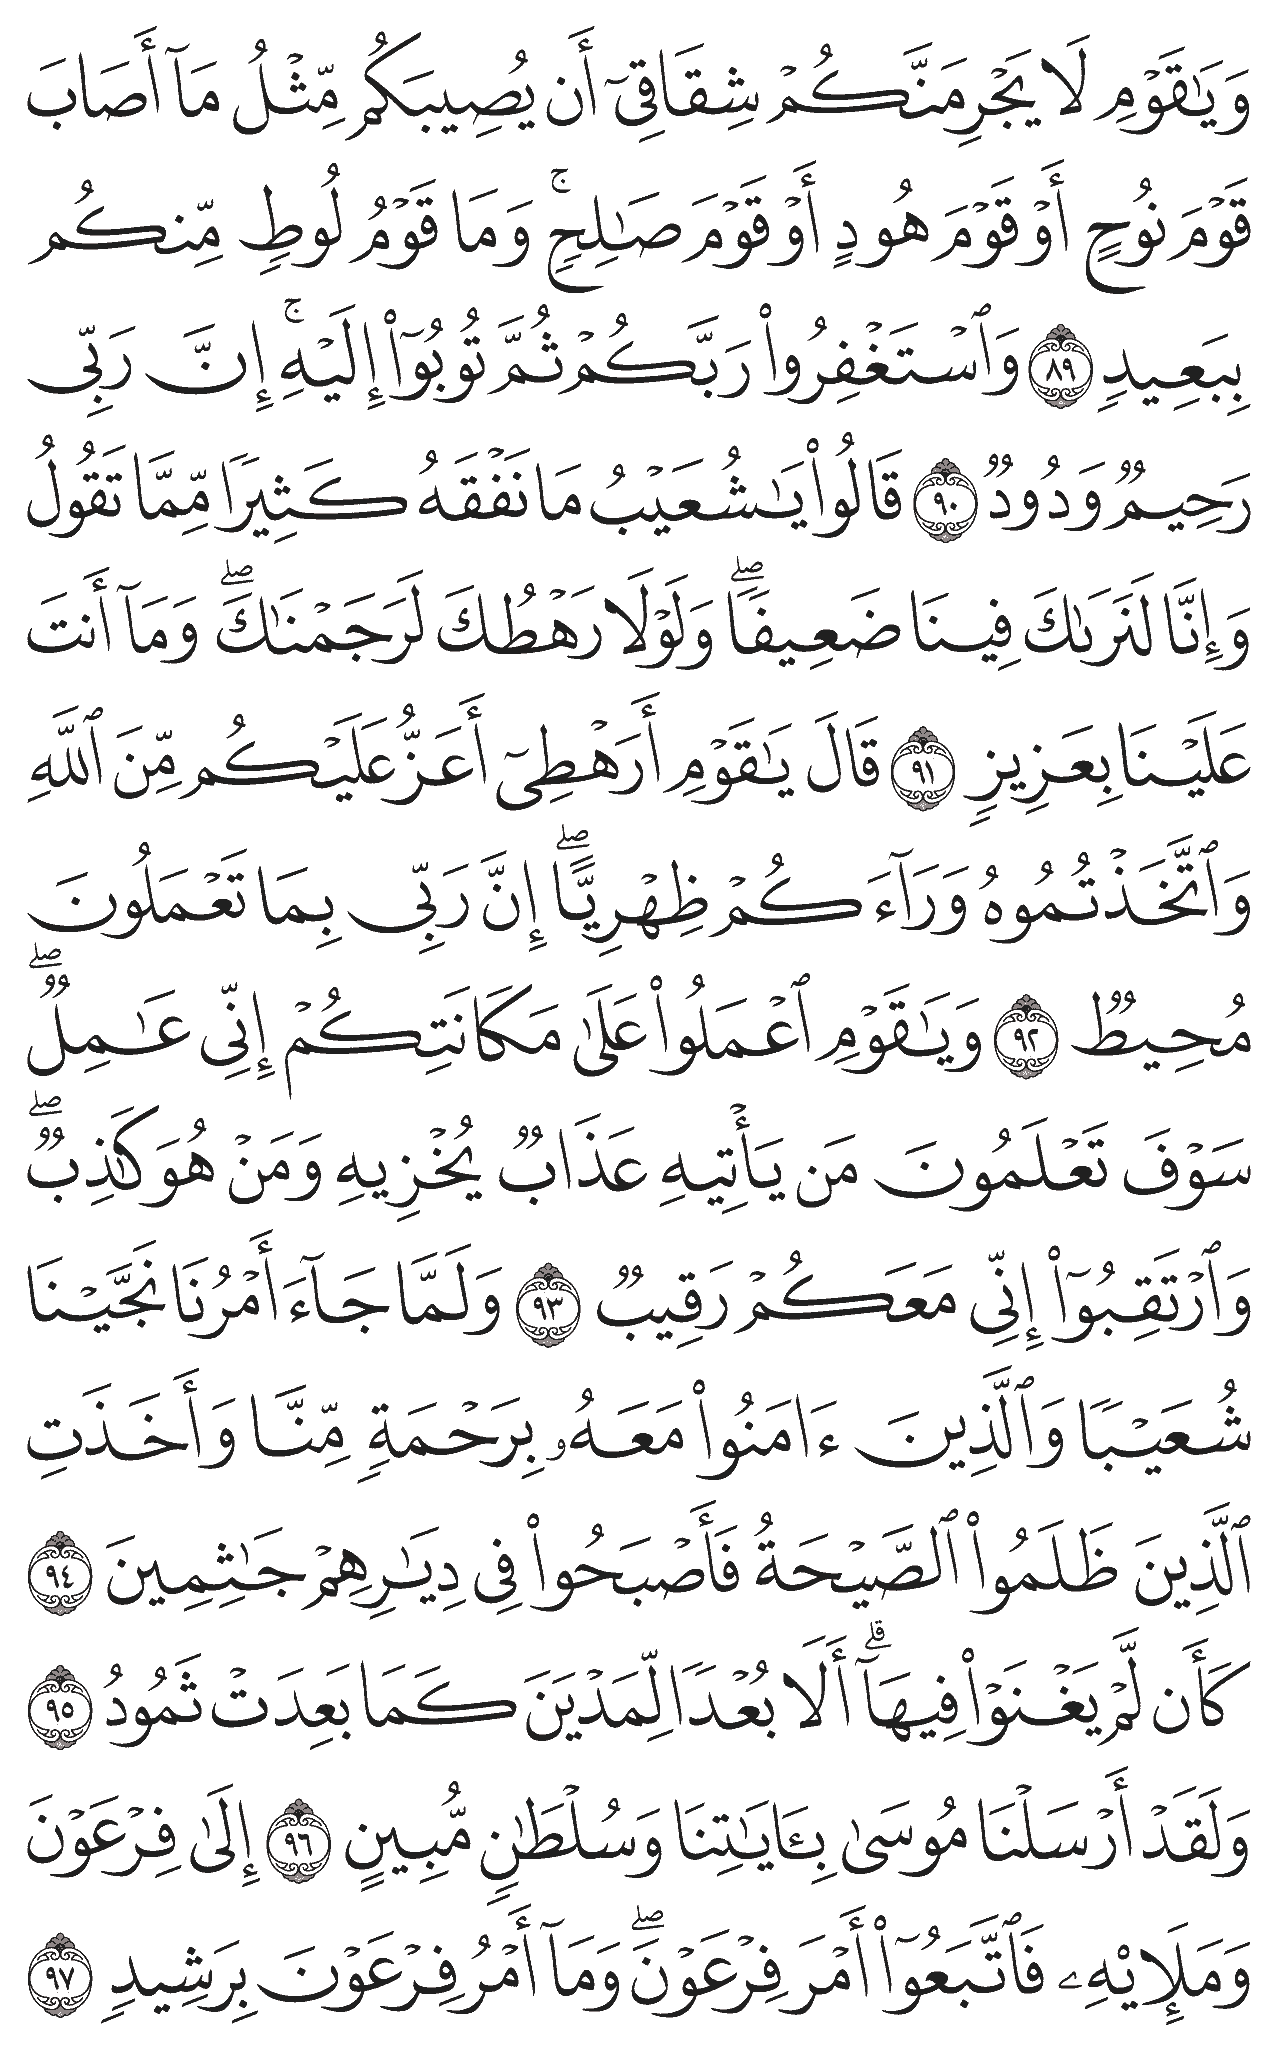 وَيَٰقَوۡمِ لَا يَجۡرِمَنَّكُمۡ شِقَاقِيٓ أَن يُصِيبَكُم مِّثۡلُ مَآ أَصَابَ
قَوۡمَ نُوحٍ أَوۡ قَوۡمَ هُودٍ أَوۡ قَوۡمَ صَٰلِحٖۚ وَمَا قَوۡمُ لُوطٖ مِّنكُم
بِبَعِيدٖ ٨٩ وَٱسۡتَغۡفِرُواْ رَبَّكُمۡ ثُمَّ تُوبُوٓاْ إِلَيۡهِۚ إِنَّ رَبِّي
رَحِيمٞ وَدُودٞ ٩٠ قَالُواْ يَٰشُعَيۡبُ مَا نَفۡقَهُ كَثِيرٗا مِّمَّا تَقُولُ
وَإِنَّا لَنَرَىٰكَ فِينَا ضَعِيفٗاۖ وَلَوۡلَا رَهۡطُكَ لَرَجَمۡنَٰكَۖ وَمَآ أَنتَ
عَلَيۡنَا بِعَزِيزٖ ٩١ قَالَ يَٰقَوۡمِ أَرَهۡطِيٓ أَعَزُّ عَلَيۡكُم مِّنَ ٱللَّهِ
وَٱتَّخَذۡتُمُوهُ وَرَآءَكُمۡ ظِهۡرِيًّاۖ إِنَّ رَبِّي بِمَا تَعۡمَلُونَ
مُحِيطٞ ٩٢ وَيَٰقَوۡمِ ٱعۡمَلُواْ عَلَىٰ مَكَانَتِكُمۡ إِنِّي عَٰمِلٞۖ
سَوۡفَ تَعۡلَمُونَ مَن يَأۡتِيهِ عَذَابٞ يُخۡزِيهِ وَمَنۡ هُوَ كَٰذِبٞۖ
وَٱرۡتَقِبُوٓاْ إِنِّي مَعَكُمۡ رَقِيبٞ ٩٣ وَلَمَّا جَآءَ أَمۡرُنَا نَجَّيۡنَا
شُعَيۡبٗا وَٱلَّذِينَ ءَامَنُواْ مَعَهُۥ بِرَحۡمَةٖ مِّنَّا وَأَخَذَتِ
ٱلَّذِينَ ظَلَمُواْ ٱلصَّيۡحَةُ فَأَصۡبَحُواْ فِي دِيَٰرِهِمۡ جَٰثِمِينَ ٩٤
كَأَن لَّمۡ يَغۡنَوۡاْ فِيهَآۗ أَلَا بُعۡدٗا لِّمَدۡيَنَ كَمَا بَعِدَتۡ ثَمُودُ ٩٥
وَلَقَدۡ أَرۡسَلۡنَا مُوسَىٰ بِـَٔايَٰتِنَا وَسُلۡطَٰنٖ مُّبِينٍ ٩٦ إِلَىٰ فِرۡعَوۡنَ
وَمَلَإِيْهِۦ فَٱتَّبَعُوٓاْ أَمۡرَ فِرۡعَوۡنَۖ وَمَآ أَمۡرُ فِرۡعَوۡنَ بِرَشِيدٖ ٩٧